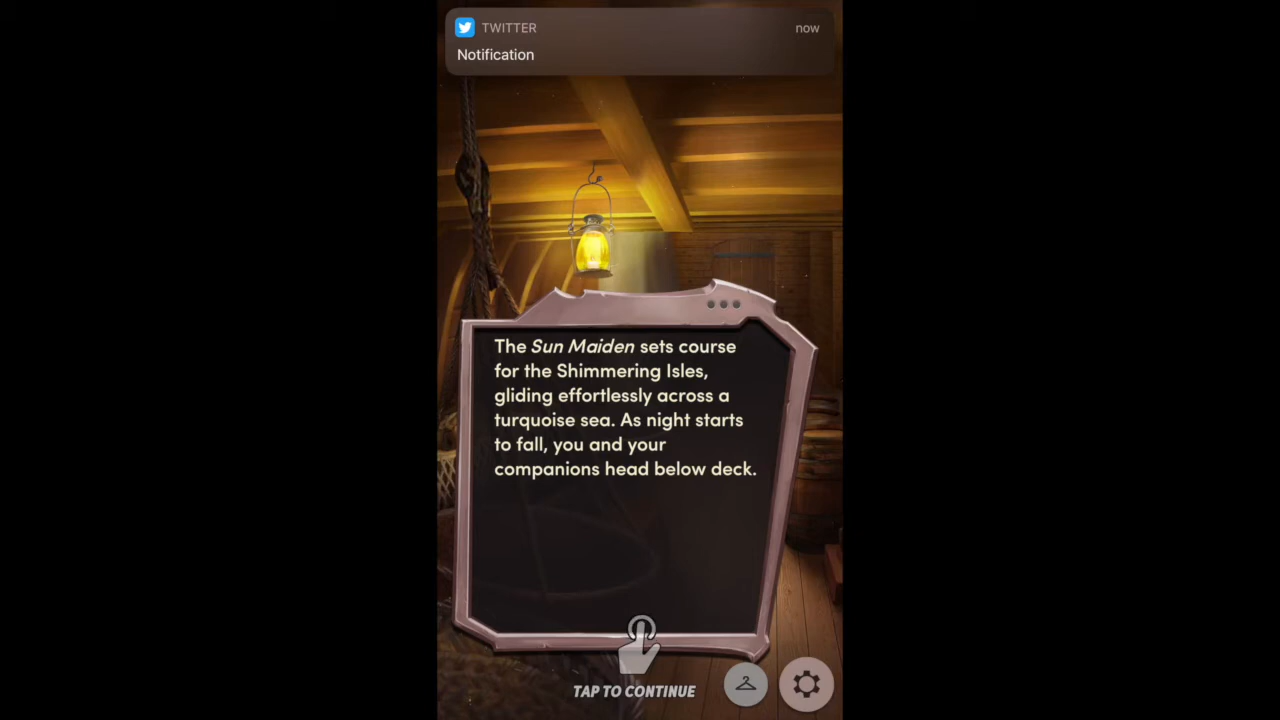 TWITTER
now
Notification
The Sun Maiden sets course
for the Shimmering Isles,
gliding effortlessly across a
turquoise sea. As night starts
to fall, you and your
companions head below deck.
TAP TO CONTINUE